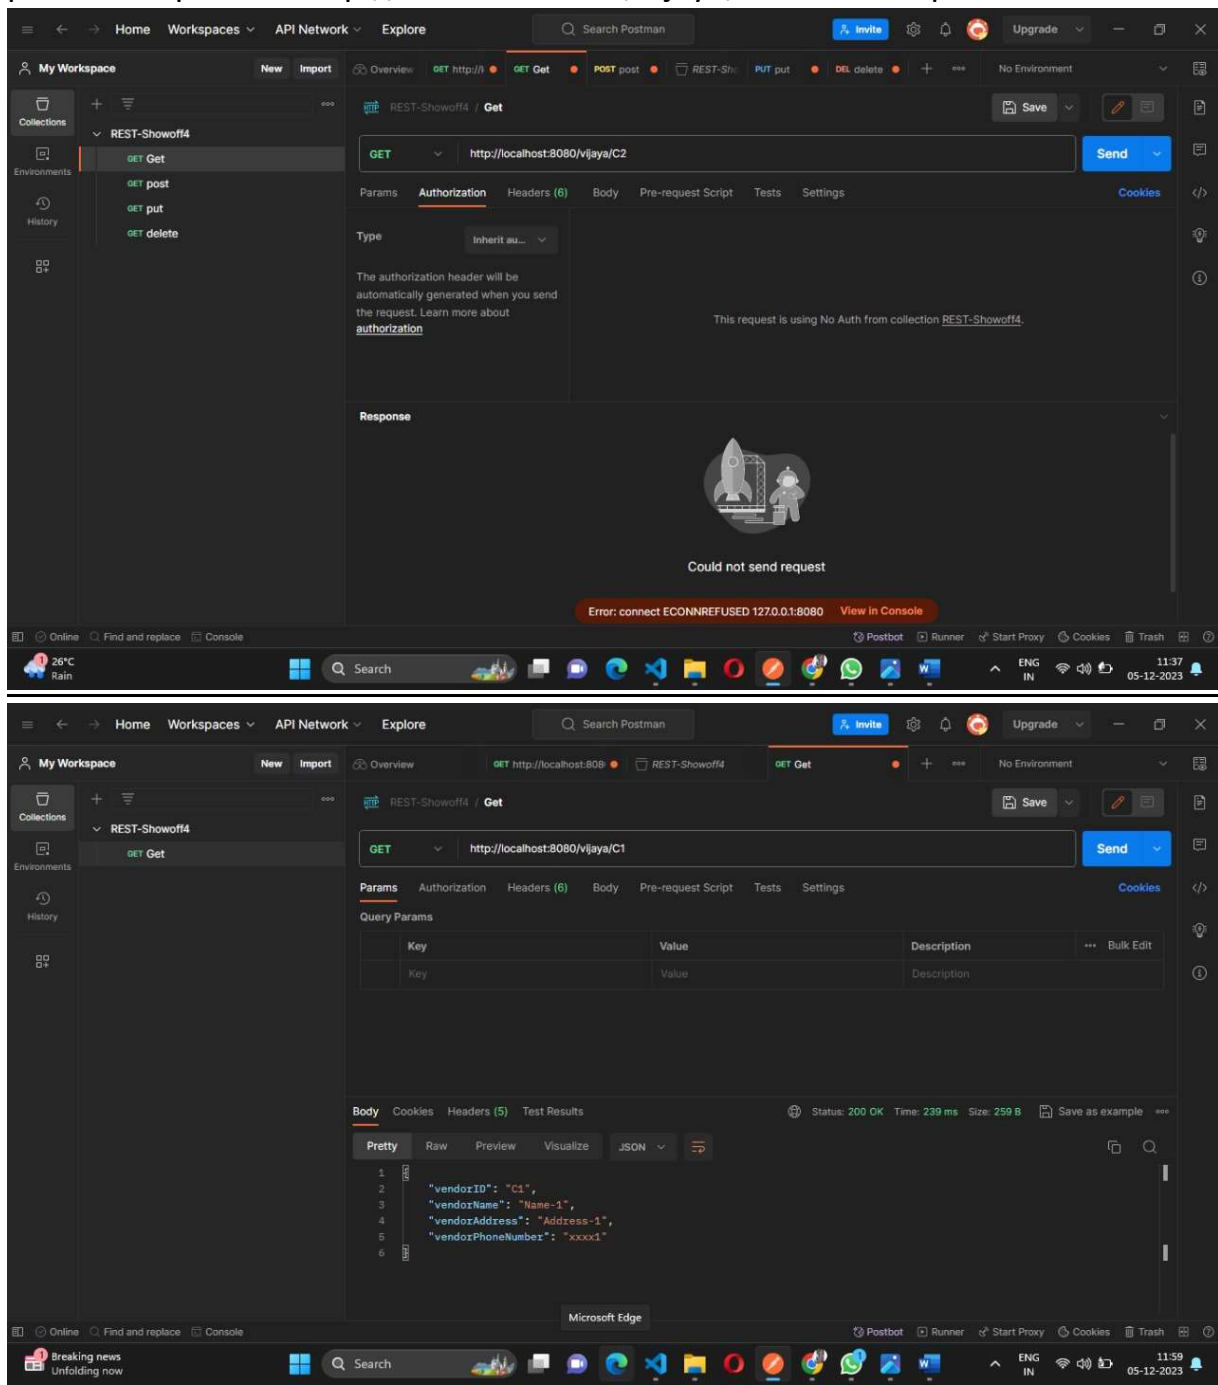 Home Workspaces API Network Explore Search Postman Invite Upgrade
My Workspace New Import Overview GET http://l GET Get POST post REST-Sho PUT put DEL delete No Environment
Collections
REST-Showoff4 / Get Save
REST-Showoff4
GET Get
GET http://localhost:8080/vijaya/C2 Send
Environments
GET post
Params Authorization Headers (6) Body Pre-request Script Tests Settings Cookies
History
GET put
GET delete
Type Inherit au...
The authorization header will be
automatically generated when you send
the request. Learn more about
authorization
This request is using No Auth from collection REST-Showoff4.
Response
Could not send request
Error: connect ECONNREFUSED 127.0.0.1:8080 View in Console
Online Find and replace Console Postbot Runner Start Proxy Cookies Trash
1 26°C
Rain
Search
ENG
IN
11:37
05-12-2023
Home Workspaces API Network Explore Search Postman Invite Upgrade
My Workspace New Import Overview GET http://localhost:808 REST-Showoff4 GET Get No Environment
Collections
REST-Showoff4 / Get Save
REST-Showoff4
GET Get
GET http://localhost:8080/vijaya/C1 Send
Environments
Params Authorization Headers (6) Body Pre-request Script Tests Settings Cookies
History
Query Params
Key Value Description Bulk Edit
Key Value Description
Body Cookies Headers (5) Test Results Status: 200 OK Time: 239 ms Size: 259 B Save as example
Pretty Raw Preview Visualize JSON
1 {
2 "vendorID": "C1",
3 "vendorName": "Name-1",
4 "vendorAddress": "Address-1",
5 "vendorPhoneNumber": "xxxx1"
6 }
Microsoft Edge
Online Find and replace Console Postbot Runner Start Proxy Cookies Trash
1 Breaking news
Unfolding now
Search
ENG
IN
11:59
05-12-2023